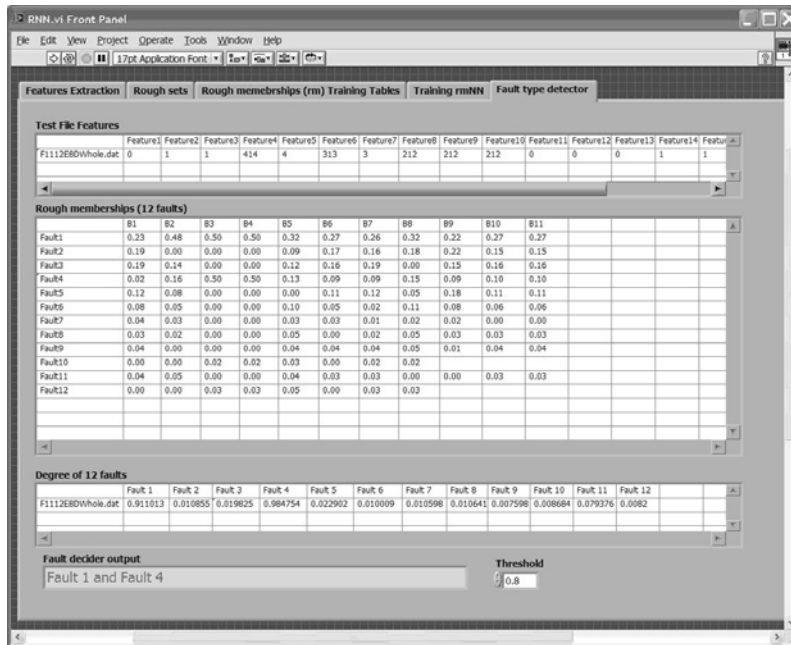 RNN.vi Front Panel
File Edit View Project Operate Tools Window Help
17pt Application Font
Features Extraction Rough sets Rough memebrships (rm) Training Tables Training rmNN Fault type detector
Test File Features
Feature1 Feature2 Feature3 Feature4 Feature5 Feature6 Feature7 Feature8 Feature9 Feature10 Feature11 Feature12 Feature13 Feature14 Featur
F1112E8DWhole.dat 0 1 1 414 4 313 3 212 212 212 0 0 0 1 1
Rough memberships (12 faults)
B1 B2 B3 B4 B5 B6 B7 B8 B9 B10 B11
Fault1 0.23 0.48 0.50 0.50 0.32 0.27 0.26 0.32 0.22 0.27 0.27
Fault2 0.19 0.00 0.00 0.00 0.09 0.17 0.16 0.18 0.22 0.15 0.15
Fault3 0.19 0.14 0.00 0.00 0.12 0.16 0.19 0.00 0.15 0.16 0.16
Fault4 0.02 0.16 0.50 0.50 0.13 0.09 0.09 0.15 0.09 0.10 0.10
Fault5 0.12 0.08 0.00 0.00 0.00 0.11 0.12 0.05 0.18 0.11 0.11
Fault6 0.08 0.05 0.00 0.00 0.10 0.05 0.02 0.11 0.08 0.06 0.06
Fault7 0.04 0.03 0.00 0.00 0.03 0.03 0.01 0.02 0.02 0.00 0.00
Fault8 0.03 0.02 0.00 0.00 0.05 0.00 0.02 0.05 0.03 0.03 0.03
Fault9 0.04 0.00 0.00 0.00 0.04 0.04 0.04 0.05 0.01 0.04 0.04
Fault10 0.00 0.00 0.02 0.02 0.03 0.00 0.02 0.02
Fault11 0.04 0.05 0.00 0.00 0.04 0.03 0.03 0.00 0.00 0.03 0.03
Fault12 0.00 0.00 0.03 0.03 0.05 0.00 0.03 0.03
Degree of 12 faults
Fault 1 Fault 2 Fault 3 Fault 4 Fault 5 Fault 6 Fault 7 Fault 8 Fault 9 Fault 10 Fault 11 Fault 12
F1112E8DWhole.dat 0.911013 0.010855 0.019825 0.984754 0.022902 0.010009 0.010598 0.010641 0.007598 0.008684 0.079376 0.0082
Fault decider output
Threshold
Fault 1 and Fault 4
0.8